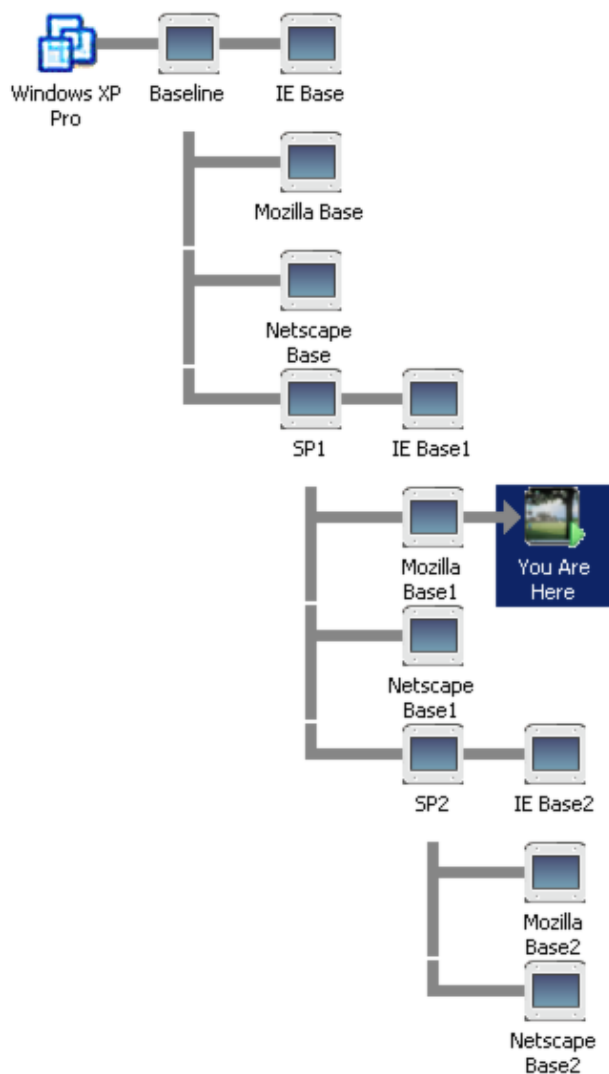 Windows XP
Pro
Baseline
IE Base
Mozilla Base
Netscape
Base
SP1
IE Base1
Mozilla
Base1
You Are
Here
Netscape
Base1
SP2
IE Base2
Mozilla
Base2
Netscape
Base2